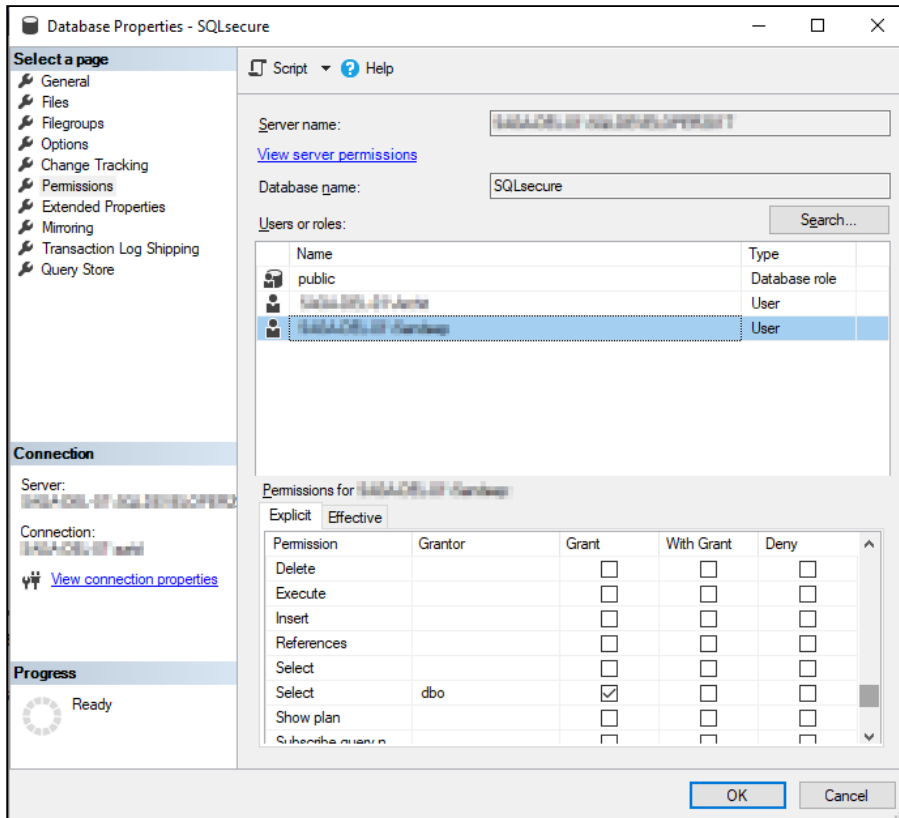 Database Properties - SQLsecure
Select a page
General
Files
Filegroups
Options
Change Tracking
Permissions
Extended Properties
Mirroring
Transaction Log Shipping
Query Store
Connection
Server:
Connection:
View connection properties
Progress
Ready
Script Help
Server name:
View server permissions
Database name: SQLsecure
Users or roles: Search...
Name Type
public Database role
User
User
Permissions for
Explicit Effective
Permission Grantor Grant With Grant Deny
Delete
Execute
Insert
References
Select
Select dbo
Show plan
Subscribe query n
OK Cancel